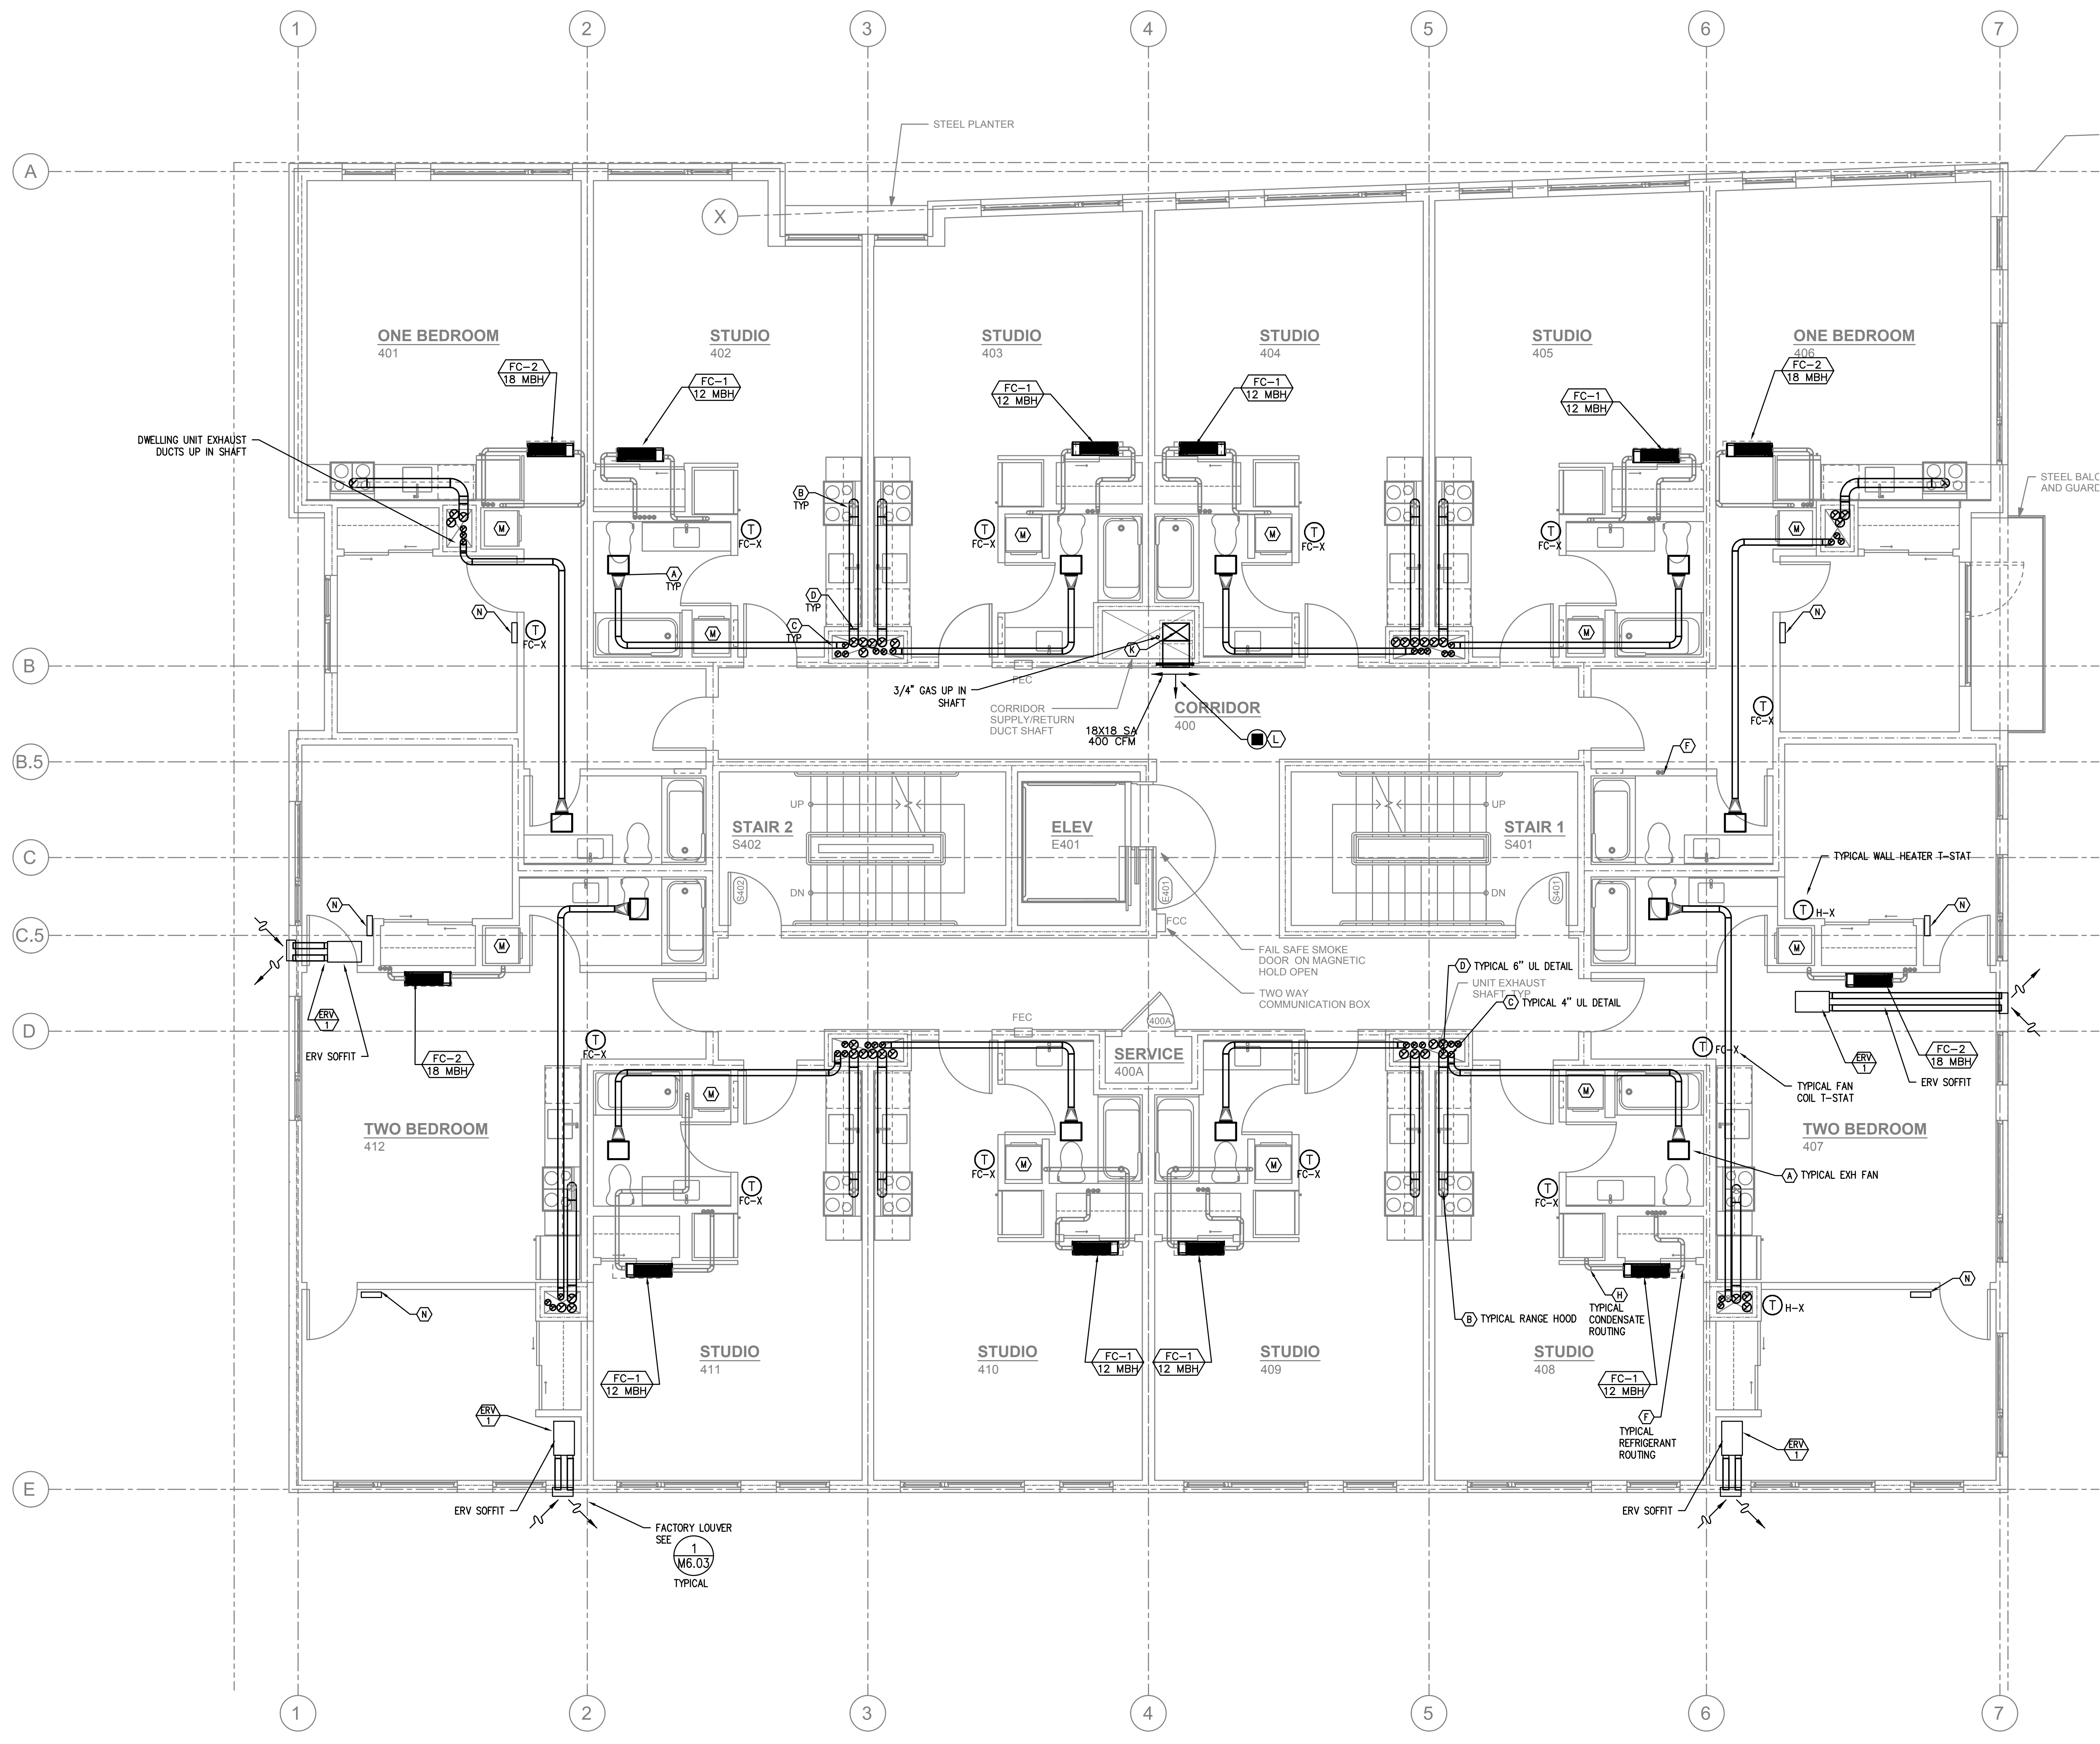 1 2 3 4 5 6 7
STEEL PLANTER
A
X
ONE BEDROOM
401
STUDIO
402
STUDIO
403
STUDIO
404
STUDIO
405
ONE BEDROOM
406
FC-2
18 MBH
FC-1
12 MBH
FC-1
12 MBH
FC-1
12 MBH
FC-1
12 MBH
FC-2
18 MBH
DWELLING UNIT EXHAUST
DUCTS UP IN SHAFT
STEEL BALC
AND GUARD
B
TYP
M
T
FC-X
T
FC-X
M
M
T
FC-X
T
FC-X
M
A
TYP
D
TYP
C
TYP
N
T
FC-X
M
M
N
K
B
FEC
3/4" GAS UP IN
SHAFT
CORRIDOR
SUPPLY/RETURN
DUCT SHAFT
18X18 SA
400 CFM
CORRIDOR
400
L
T
FC-X
F
B.5
UP
UP
STAIR 2
S402
ELEV
E401
STAIR 1
S401
C
TYPICAL WALL HEATER T-STAT
DN
DN
S402
E401
S401
FCC
N
M
T
H-X
N
M
C.5
FAIL SAFE SMOKE
DOOR ON MAGNETIC
HOLD OPEN
TWO WAY
COMMUNICATION BOX
D TYPICAL 6" UL DETAIL
UNIT EXHAUST
SHAFT, TYP
C TYPICAL 4" UL DETAIL
ERV
1
ERV SOFFIT
FC-2
18 MBH
D
FEC
400A
SERVICE
400A
T
FC-X
T
FC-X
ERV
1
FC-2
18 MBH
ERV SOFFIT
TYPICAL FAN
COIL T-STAT
M
M
TWO BEDROOM
412
TWO BEDROOM
407
T
FC-X
T
FC-X
M
M
T
FC-X
T
FC-X
A TYPICAL EXH FAN
N
H
TYPICAL
CONDENSATE
ROUTING
B TYPICAL RANGE HOOD
T
H-X
N
STUDIO
411
STUDIO
410
STUDIO
409
STUDIO
408
FC-1
12 MBH
FC-1
12 MBH
FC-1
12 MBH
FC-1
12 MBH
ERV
1
F
TYPICAL
REFRIGERANT
ROUTING
ERV
1
E
ERV SOFFIT
ERV SOFFIT
FACTORY LOUVER
SEE
1
M6.03
TYPICAL
1 2 3 4 5 6 7